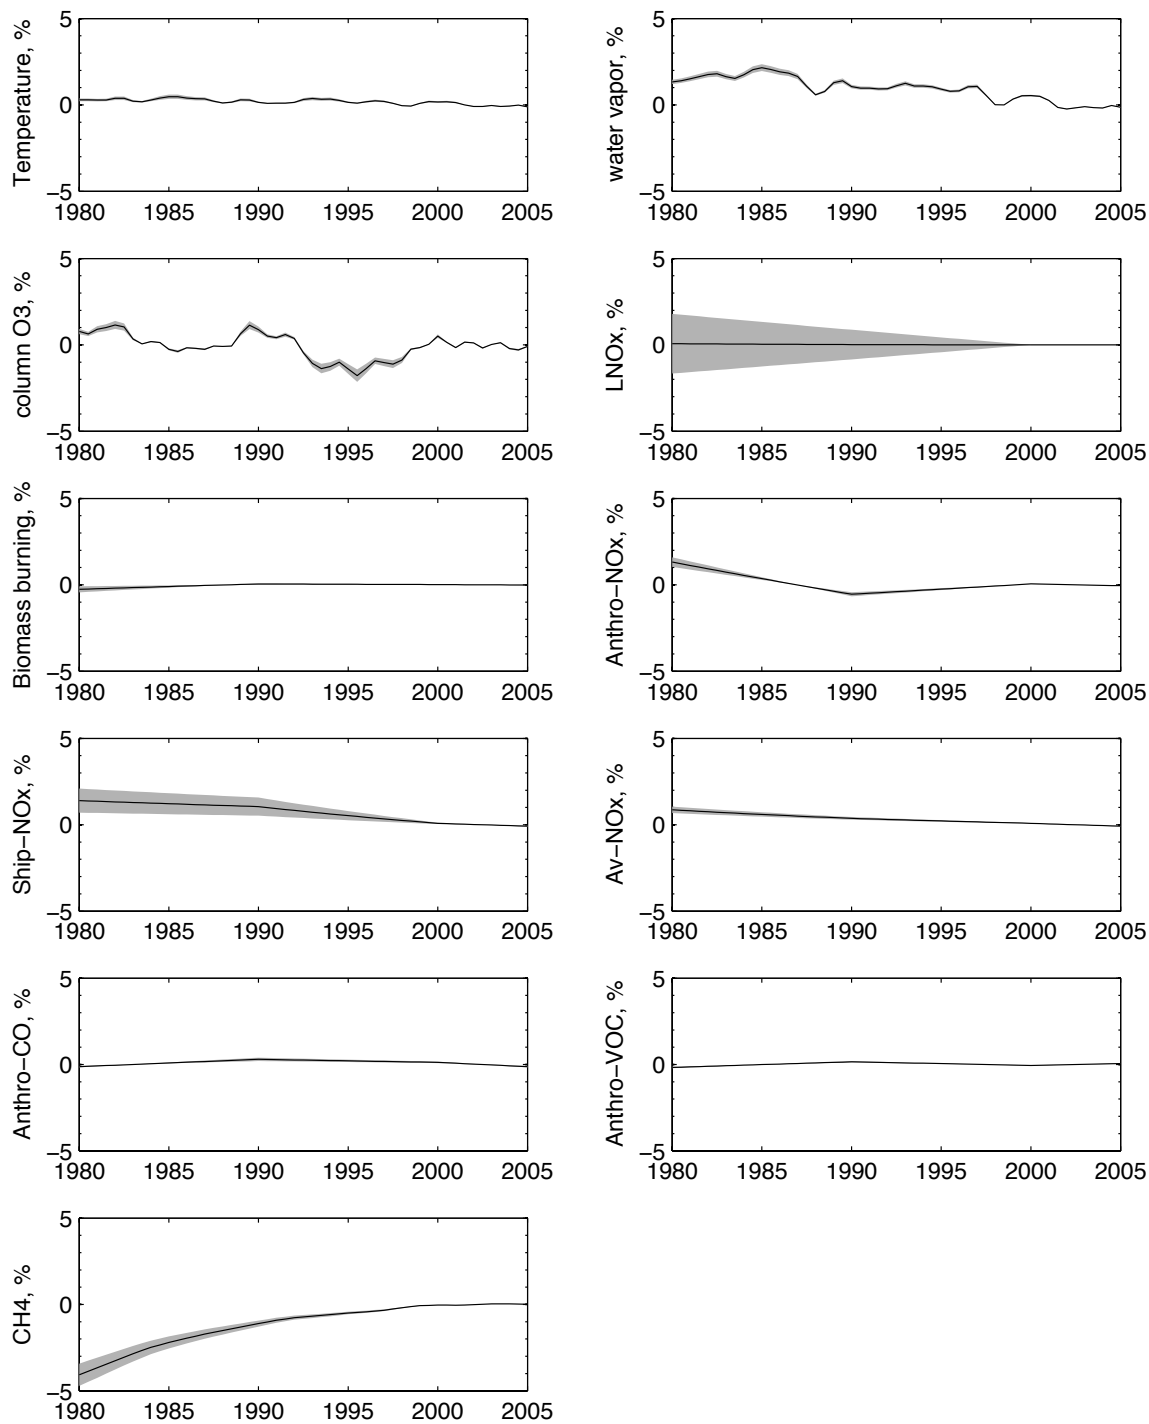 5
Temperature, %
0
−5
1980 1985 1990 1995 2000 2005
5
water vapor, %
0
−5
1980 1985 1990 1995 2000 2005
5
column O3, %
0
−5
1980 1985 1990 1995 2000 2005
5
LNOx, %
0
−5
1980 1985 1990 1995 2000 2005
5
Biomass burning, %
0
−5
1980 1985 1990 1995 2000 2005
5
Anthro−NOx, %
0
−5
1980 1985 1990 1995 2000 2005
5
Ship−NOx, %
0
−5
1980 1985 1990 1995 2000 2005
5
Av−NOx, %
0
−5
1980 1985 1990 1995 2000 2005
5
Anthro−CO, %
0
−5
1980 1985 1990 1995 2000 2005
5
Anthro−VOC, %
0
−5
1980 1985 1990 1995 2000 2005
5
CH4, %
0
−5
1980 1985 1990 1995 2000 2005